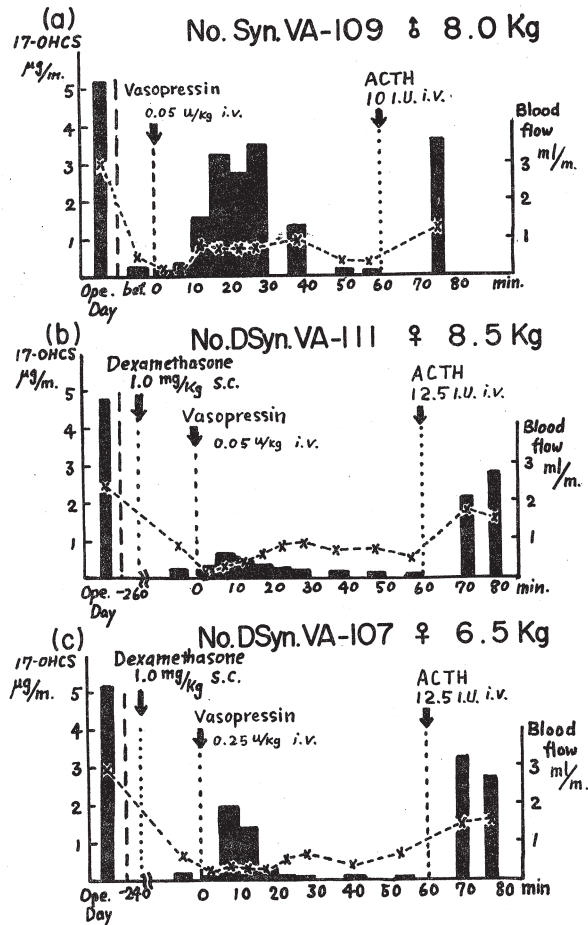 (a) No. Syn. VA-109 ♂ 8.0 Kg
17-OHCS
μg/m.
Vasopressin
0.05 u/Kg i.v.
ACTH
10 I.U. i.v.
Blood
flow
ml/m.
5
4
3
2
1
3
2
1
Ope. bef. 0 10 20 30 40 50 60 70 80 min.
Day
(b) No. DSyn. VA-111 ♀ 8.5 Kg
17-OHCS
μg/m.
Dexamethasone
1.0 mg/Kg s.c.
Vasopressin
0.05 u/kg i.v.
ACTH
12.5 I.U. i.v.
Blood
flow
ml/m.
5
4
3
2
1
3
2
1
Ope. -260 0 10 20 30 40 50 60 70 80 min.
Day
(c) No. DSyn. VA-107 ♀ 6.5 Kg
17-OHCS
μg/m.
Dexamethasone
1.0 mg/Kg s.c.
Vasopressin
0.25 u/kg i.v.
ACTH
12.5 I.U. i.v.
Blood
flow
ml/m.
5
4
3
2
1
3
2
1
Ope. -240 0 10 20 30 40 50 60 70 80 min
Day